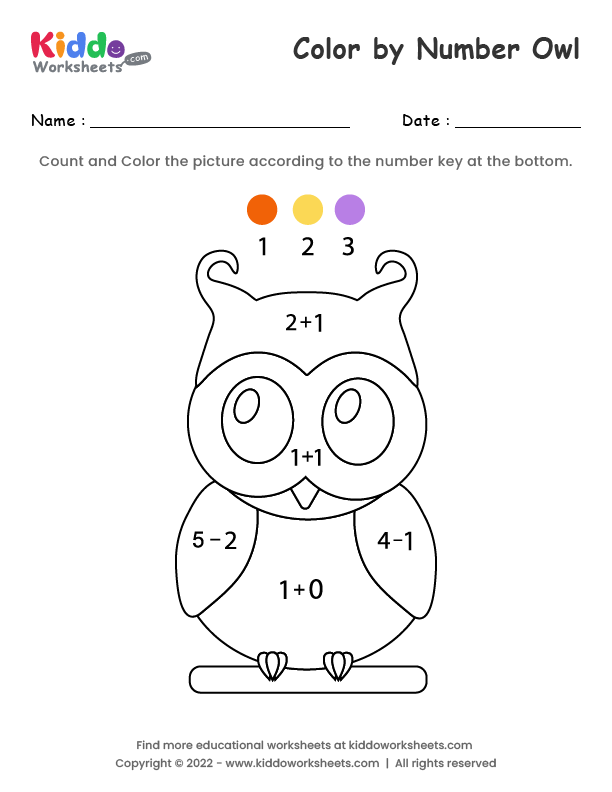 Kiddo
Worksheets.com
Color by Number Owl
Name :
Date :
Count and Color the picture according to the number key at the bottom.
1 2 3
2+1
1+1
5-2
4-1
1+0
Find more educational worksheets at kiddoworksheets.com
Copyright © 2022 - www.kiddoworksheets.com | All rights reserved